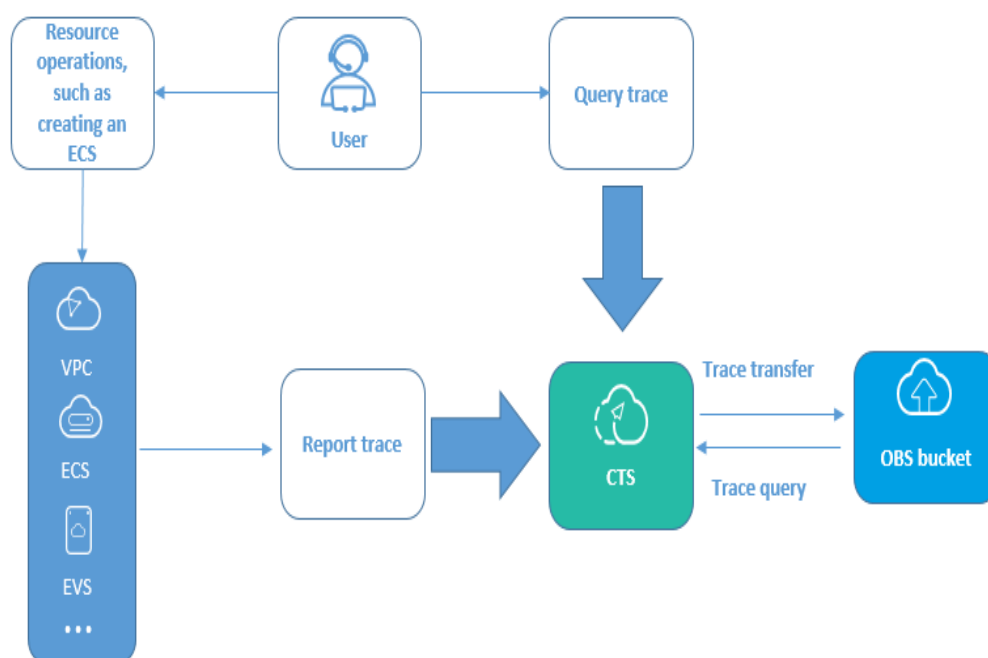 Resource
operations,
such as
creating an
ECS
User
Query trace
VPC
ECS
EVS
Report trace
CTS
Trace transfer
Trace query
OBS bucket